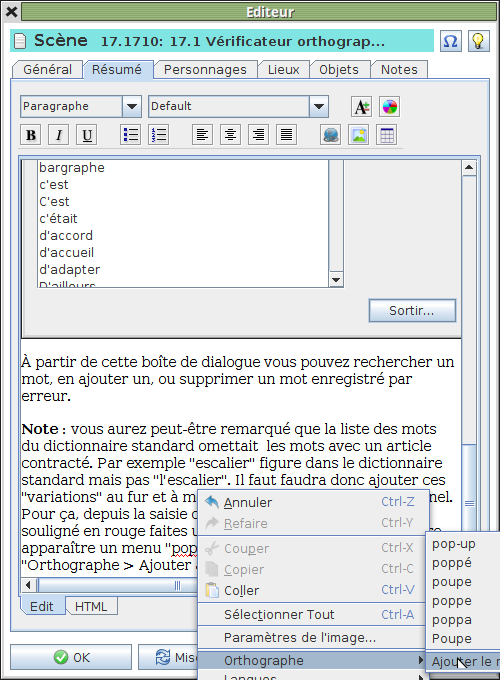 Editeur
Scène 17.1710: 17.1 Vérificateur orthograp...
Général Résumé Personnages Lieux Objets Notes
Paragraphe Default
B I U
bargraphe
c'est
C'est
c'était
d'accord
d'accueil
d'adapter
D'ailleurs
Sortir...
À partir de cette boîte de dialogue vous pouvez rechercher un
mot, en ajouter un, ou supprimer un mot enregistré par
erreur.
Note : vous aurez peut-être remarqué que la liste des mots
du dictionnaire standard omettait les mots avec un article
contracté. Par exemple "escalier" figure dans le dictionnaire
standard mais pas "l'escalier". Il faut faudra donc ajouter ces
"variations" au fur et à m nel.
Pour ça, depuis la saisie d
souligné en rouge faites u re
apparaître un menu "pop
"Orthographe > Ajouter
Annuler Ctrl-Z
Refaire Ctrl-Y
Couper Ctrl-X
Copier Ctrl-C
Coller Ctrl-V
Sélectionner Tout Ctrl-A
Paramètres de l'image...
Orthographe
Langues
pop-up
poppé
poupe
poppe
poppa
Poupe
Ajouter le m
Edit HTML
OK Mis